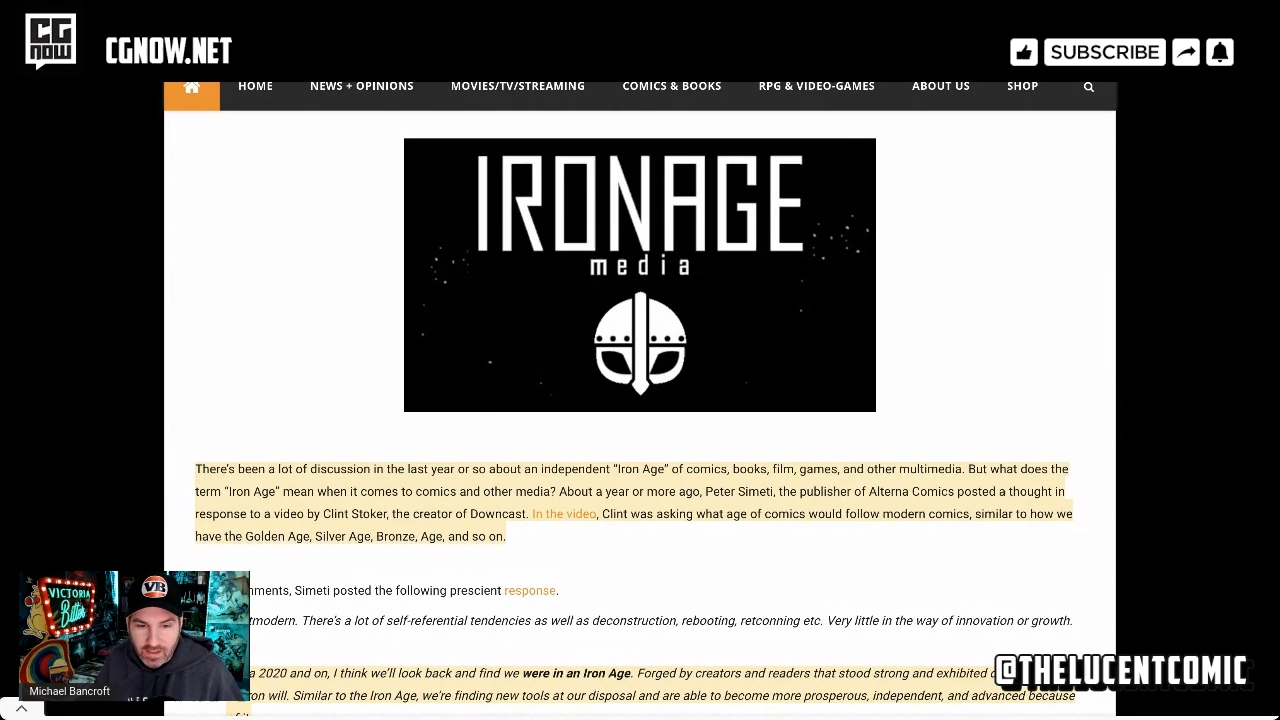 CG
NOW
CGNOW.NET
SUBSCRIBE
HOME
NEWS + OPINIONS
MOVIES/TV/STREAMING
COMICS & BOOKS
RPG & VIDEO-GAMES
ABOUT US
SHOP
IRONAGE
media
There's been a lot of discussion in the last year or so about an independent “Iron Age” of comics, books, film, games, and other multimedia. But what does the
term “Iron Age” mean when it comes to comics and other media? About a year or more ago, Peter Simeti, the publisher of Alterna Comics posted a thought in
response to a video by Clint Stoker, the creator of Downcast. In the video, Clint was asking what age of comics would follow modern comics, similar to how we
have the Golden Age, Silver Age, Bronze, Age, and so on.
nments, Simeti posted the following prescient response.
tmodern. There's a lot of self-referential tendencies as well as deconstruction, rebooting, retconning etc. Very little in the way of innovation or growth.
a 2020 and on, I think we'll look back and find we were in an Iron Age. Forged by creators and readers that stood strong and exhibited
on will. Similar to the Iron Age, we're finding new tools at our disposal and are able to become more prosperous, independent, and advanced because
VICTORIA
Bitter
VB
Michael Bancroft
@THELUCENTCOMIC